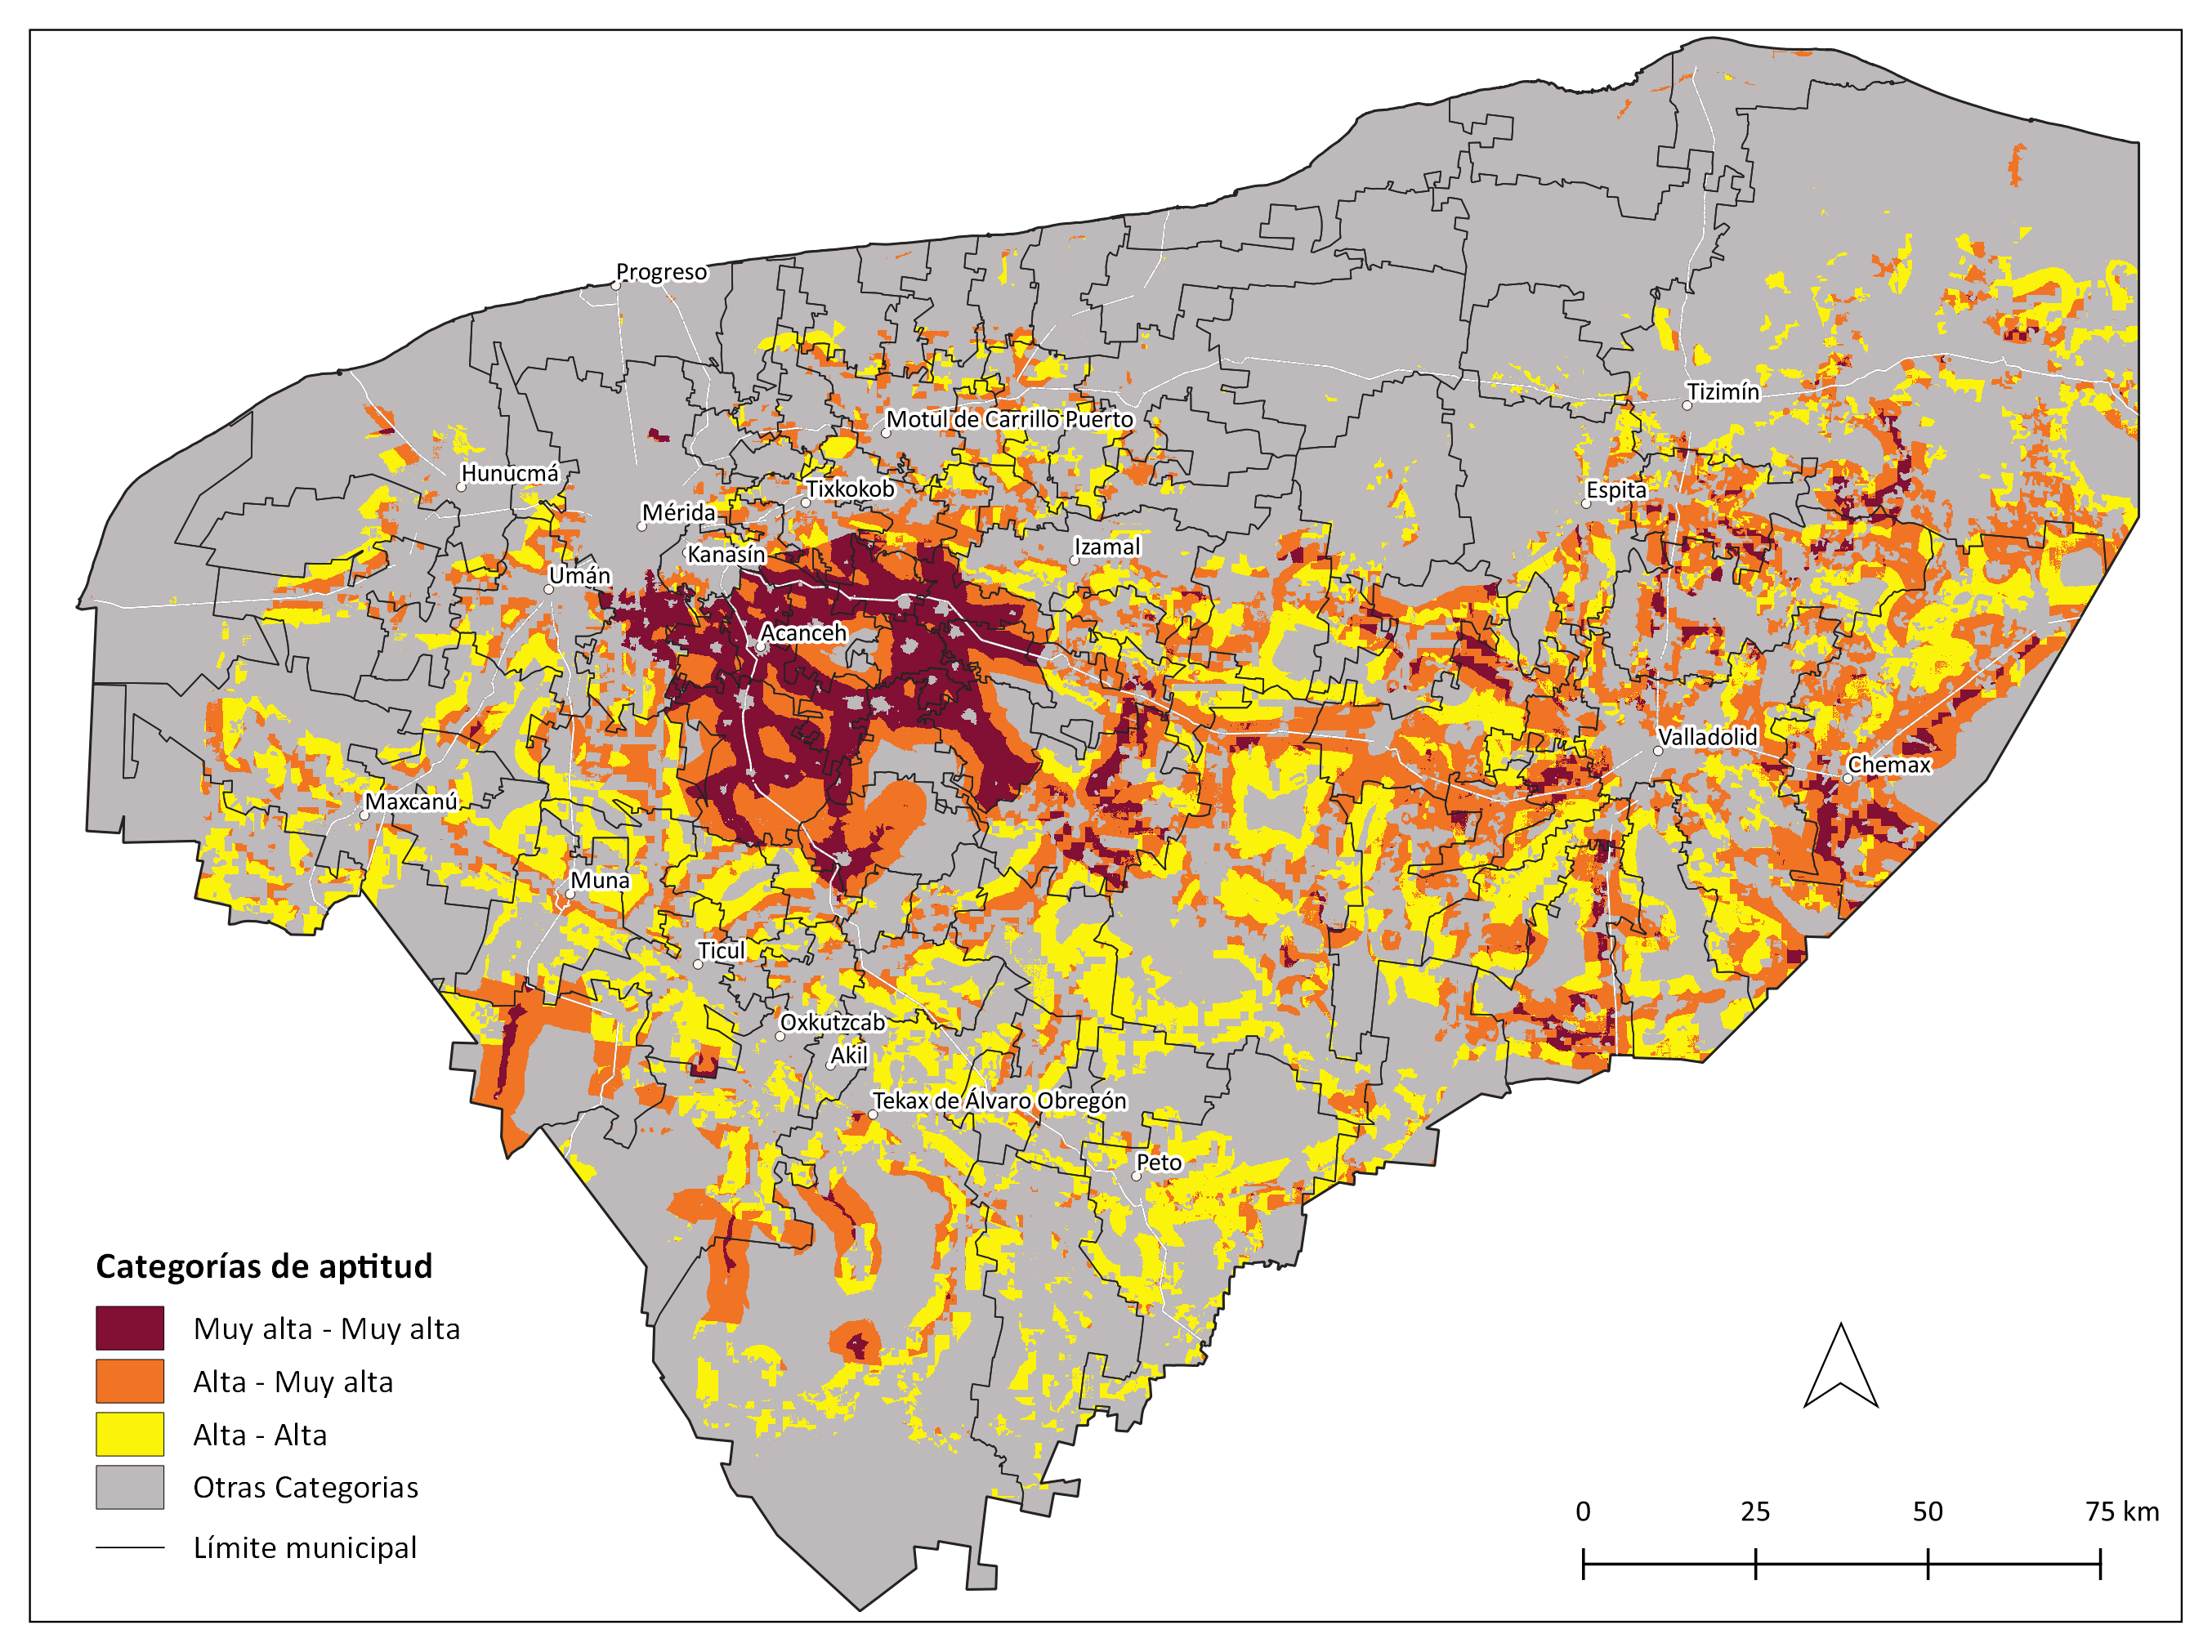 Progreso
Tizimín
Motul de Carrillo Puerto
Hunucmá
Tixkokob
Espita
Mérida
Kanasín
Izamal
Umán
Acanceh
Valladolid
Chemax
Maxcanú
Muna
Ticul
Oxkutzcab
Akil
Tekax de Álvaro Obregón
Peto
Categorías de aptitud
Muy alta - Muy alta
Alta - Muy alta
Alta - Alta
Otras Categorias
Límite municipal
0 25 50 75 km